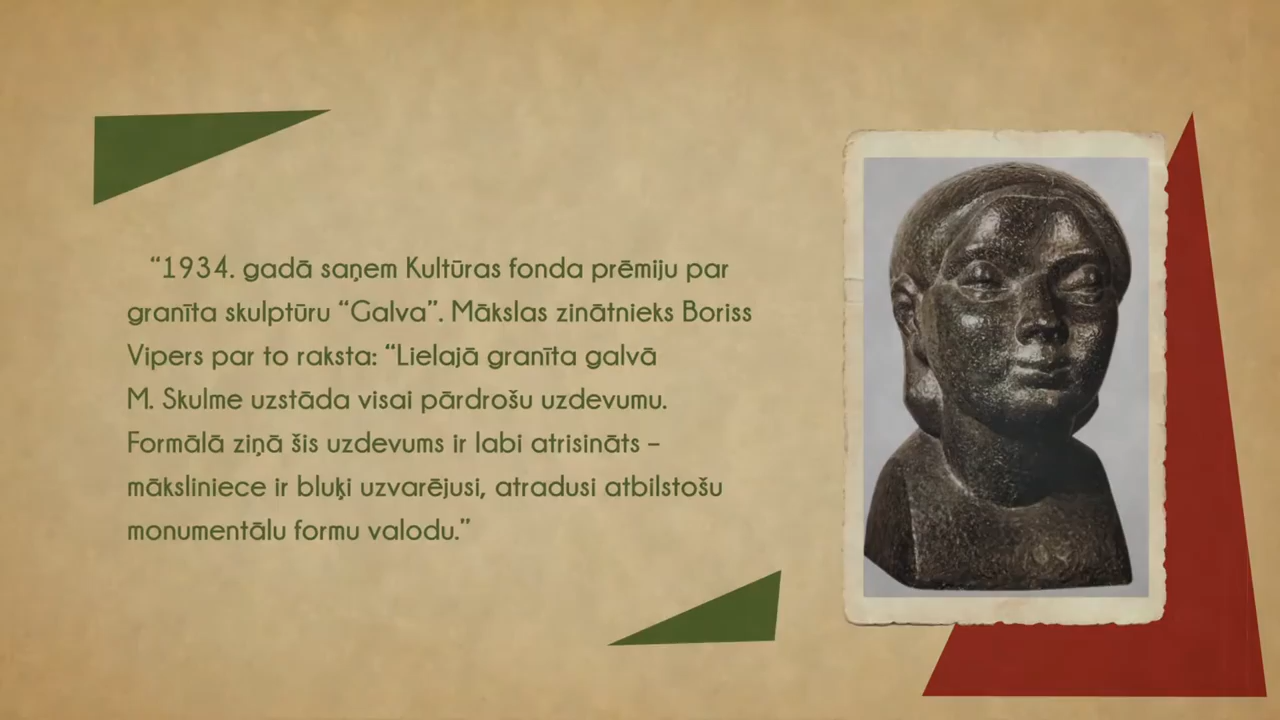 “1934. gadā saņem Kultūras fonda prēmiju par
granīta skulptūru “Galva”. Mākslas zinātnieks Boriss
Vipers par to raksta: “Lielajā granīta galvā
M. Skulme uzstāda visai pārdrošu uzdevumu.
Formālā ziņā šis uzdevums ir labi atrisināts –
māksliniece ir bluķi uzvarējusi, atradusi atbilstošu
monumentālu formu valodu.”